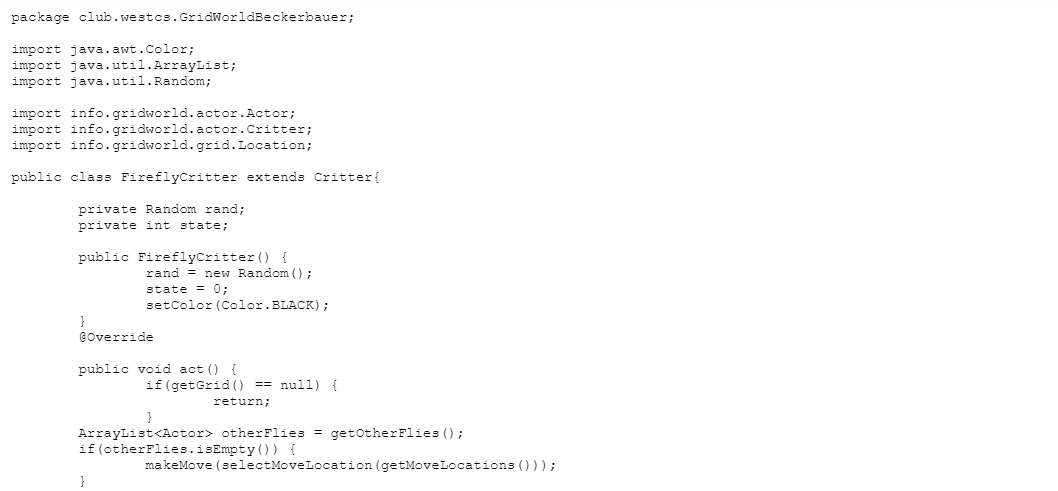 package club.westcs.GridWorldBeckerbauer;
import java.awt.Color;
import java.util.ArrayList;
import java.util.Random;
import info.gridworld.actor.Actor;
import info.gridworld.actor.Critter;
import info.gridworld.grid.Location;
public class FireflyCritter extends Critter{
private Random rand;
private int state;
public FireflyCritter() {
rand = new Random();
state = 0;
setColor(Color.BLACK);
}
@Override
public void act() {
if(getGrid() == null) {
return;
}
ArrayList<Actor> otherFlies = getOtherFlies();
if(otherFlies.isEmpty()) {
makeMove(selectMoveLocation(getMoveLocations()));
}